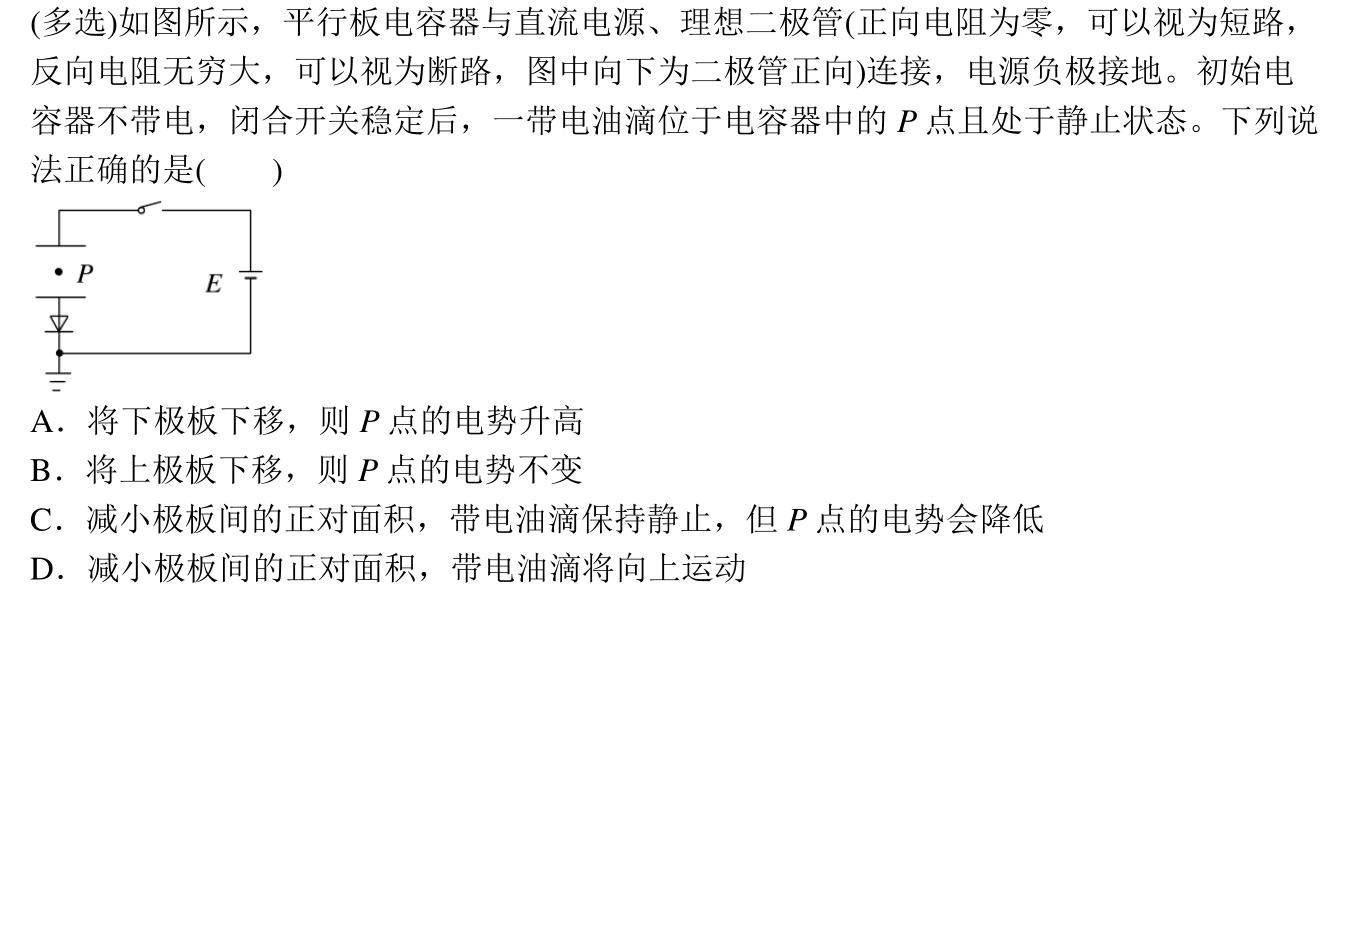 (多选)如图所示，平行板电容器与直流电源、理想二极管(正向电阻为零，可以视为短路，
反向电阻无穷大，可以视为断路，图中向下为二极管正向)连接，电源负极接地。初始电
容器不带电，闭合开关稳定后，一带电油滴位于电容器中的 P 点且处于静止状态。下列说
法正确的是(　　)
P
E
A．将下极板下移，则 P 点的电势升高
B．将上极板下移，则 P 点的电势不变
C．减小极板间的正对面积，带电油滴保持静止，但 P 点的电势会降低
D．减小极板间的正对面积，带电油滴将向上运动